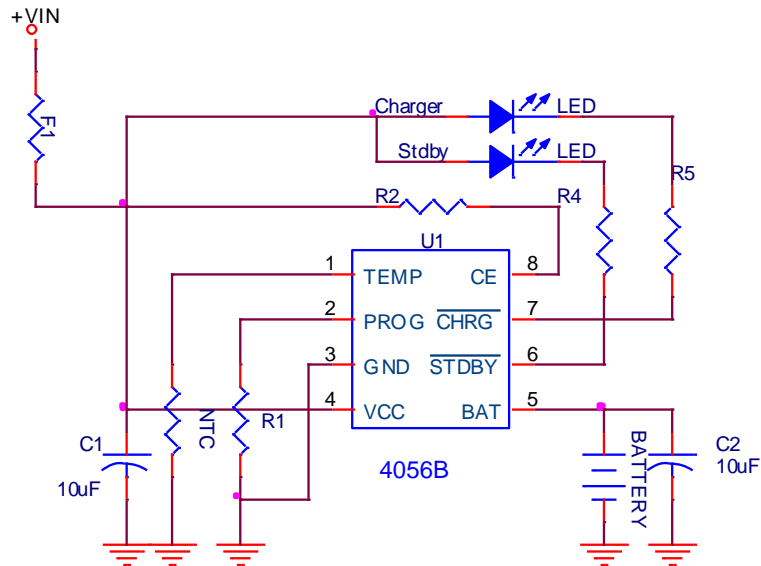 +VIN
F1
Charger
LED
Stdby
LED
R5
R2
R4
U1
1
TEMP
CE
8
2
PROG
CHRG
7
3
GND
STDBY
6
4
VCC
BAT
5
NTC
R1
C1
10uF
4056B
BATTERY
C2
10uF